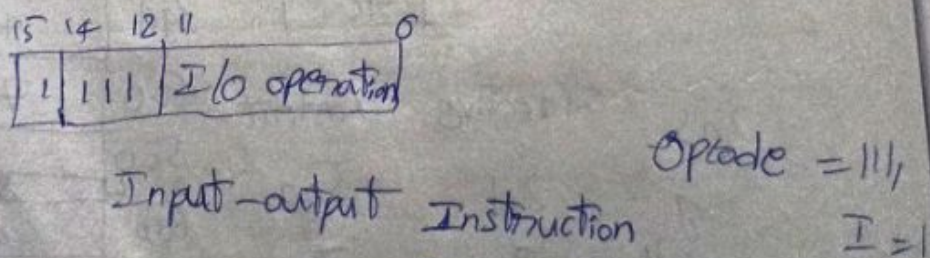 15 14 12 11 0
1 111 I/O operation
Opcode = 111,
Input-output Instruction
I = 1